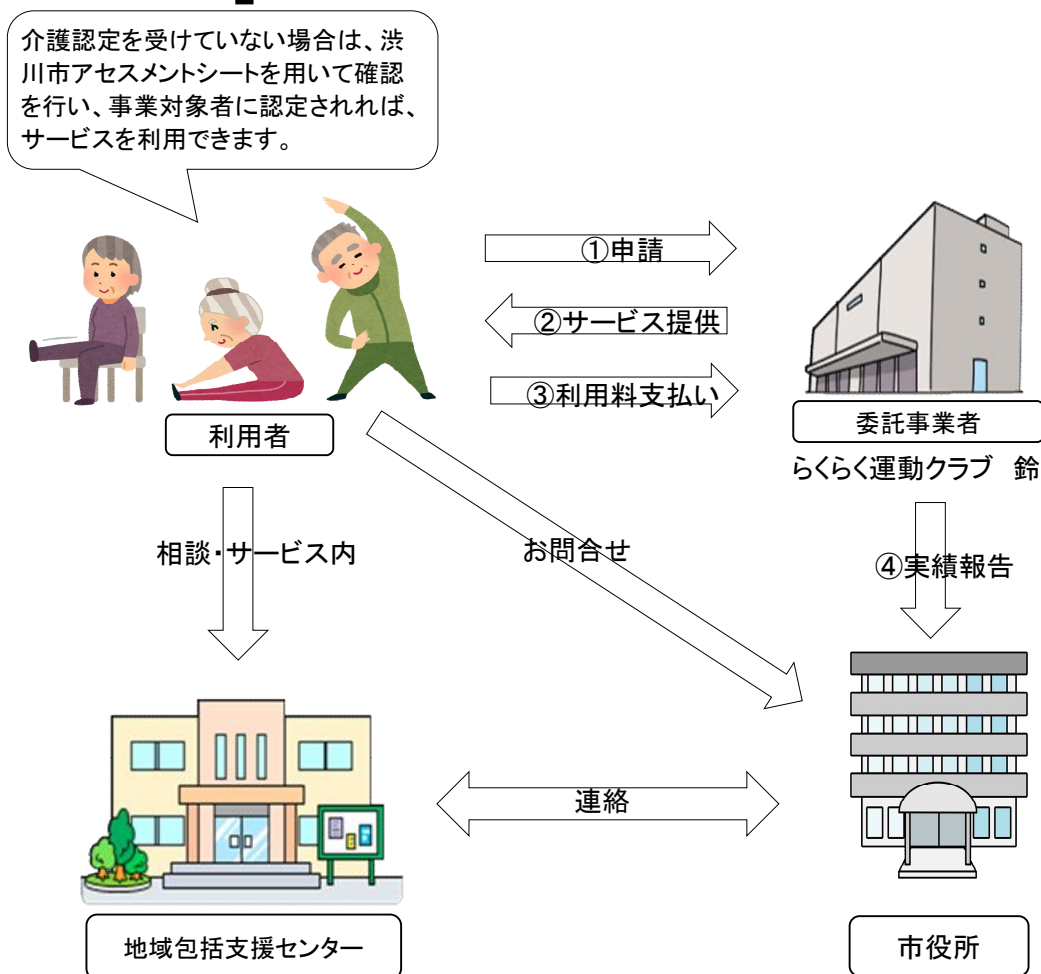 介護認定を受けていない場合は、渋
川市アセスメントシートを用いて確認
を行い、事業対象者に認定されれば、
サービスを利用できます。
①申請
②サービス提供
③利用料支払い
利用者
委託事業者
らくらく運動クラブ　鈴
相談・サービス内
お問合せ
④実績報告
連絡
地域包括支援センター
市役所